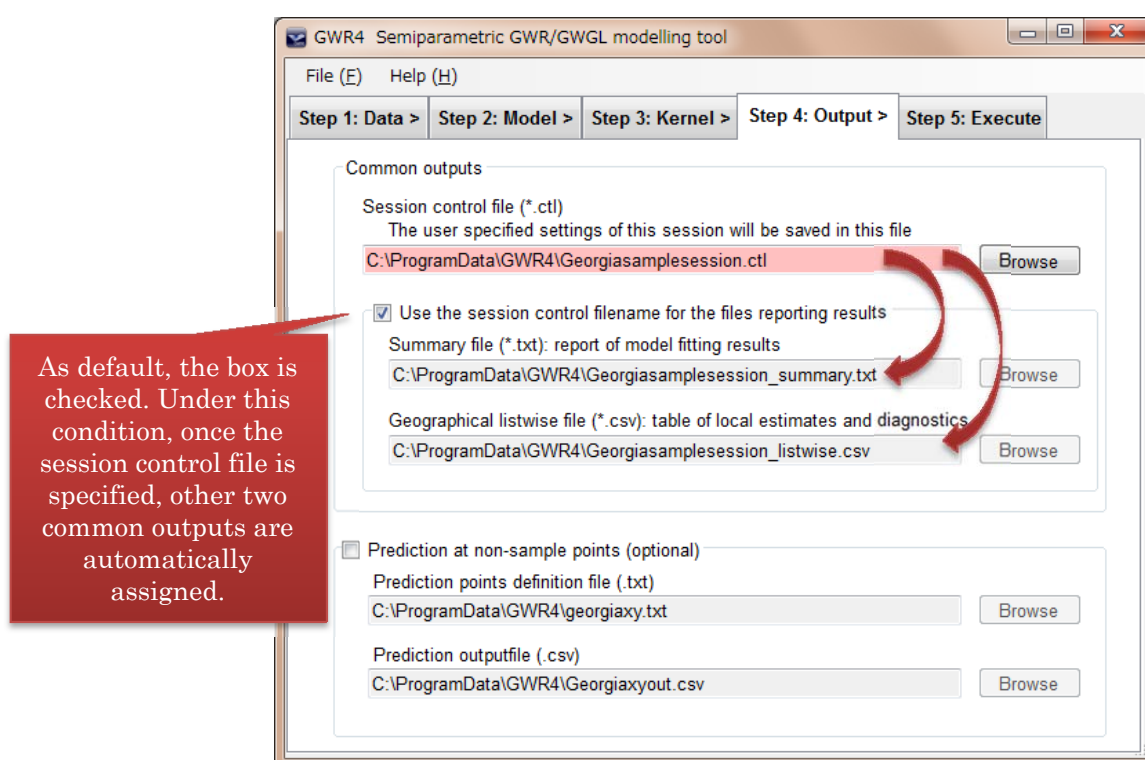 GWR4 Semiparametric GWR/GWGL modelling tool
File (F) Help (H)
Step 1: Data > Step 2: Model > Step 3: Kernel > Step 4: Output > Step 5: Execute
Common outputs
Session control file (*.ctl)
The user specified settings of this session will be saved in this file
C:\ProgramData\GWR4\Georgiasamplesession.ctl Browse
Use the session control filename for the files reporting results
Summary file (*.txt): report of model fitting results
C:\ProgramData\GWR4\Georgiasamplesession_summary.txt Browse
Geographical listwise file (*.csv): table of local estimates and diagnostics
C:\ProgramData\GWR4\Georgiasamplesession_listwise.csv Browse
As default, the box is
checked. Under this
condition, once the
session control file is
specified, other two
common outputs are
automatically
assigned.
Prediction at non-sample points (optional)
Prediction points definition file (.txt)
C:\ProgramData\GWR4\georgiaxy.txt Browse
Prediction outputfile (.csv)
C:\ProgramData\GWR4\Georgiaxyout.csv Browse